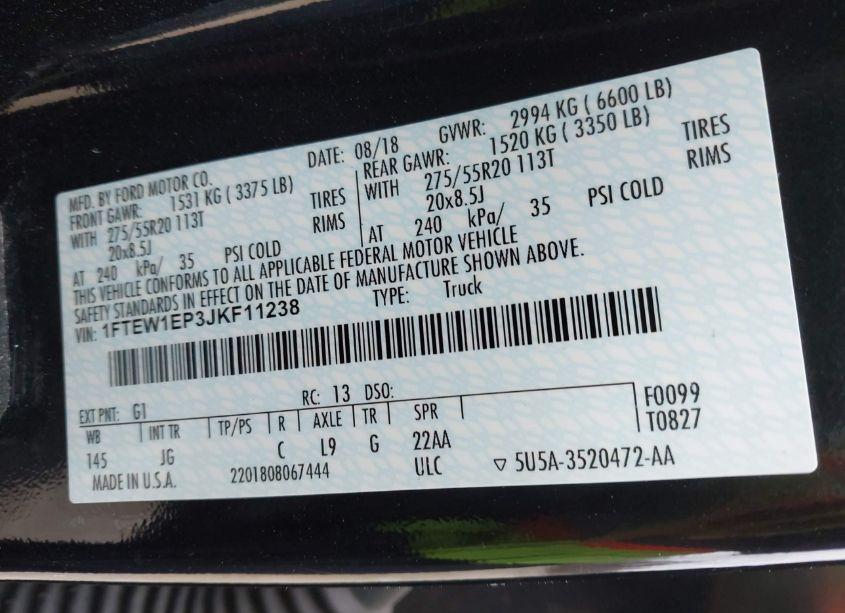 MFD. BY FORD MOTOR CO. DATE: 08/18 GVWR: 2994 KG ( 6600 LB)
FRONT GAWR: 1531 KG ( 3375 LB) REAR GAWR: 1520 KG ( 3350 LB)
WITH 275/55R20 113T TIRES WITH 275/55R20 113T TIRES
20x8.5J RIMS 20x8.5J RIMS
AT 240 kPa/ 35 PSI COLD AT 240 kPa/ 35 PSI COLD
THIS VEHICLE CONFORMS TO ALL APPLICABLE FEDERAL MOTOR VEHICLE
SAFETY STANDARDS IN EFFECT ON THE DATE OF MANUFACTURE SHOWN ABOVE.
VIN: 1FTEW1EP3JKF11238 TYPE: Truck
EXT PNT: G1 RC: 13 DSO: F0099
WB INT TR TP/PS R AXLE TR SPR T0827
145 JG C L9 G 22AA
MADE IN U.S.A. 2201808067444 ULC ▽ 5U5A-3520472-AA